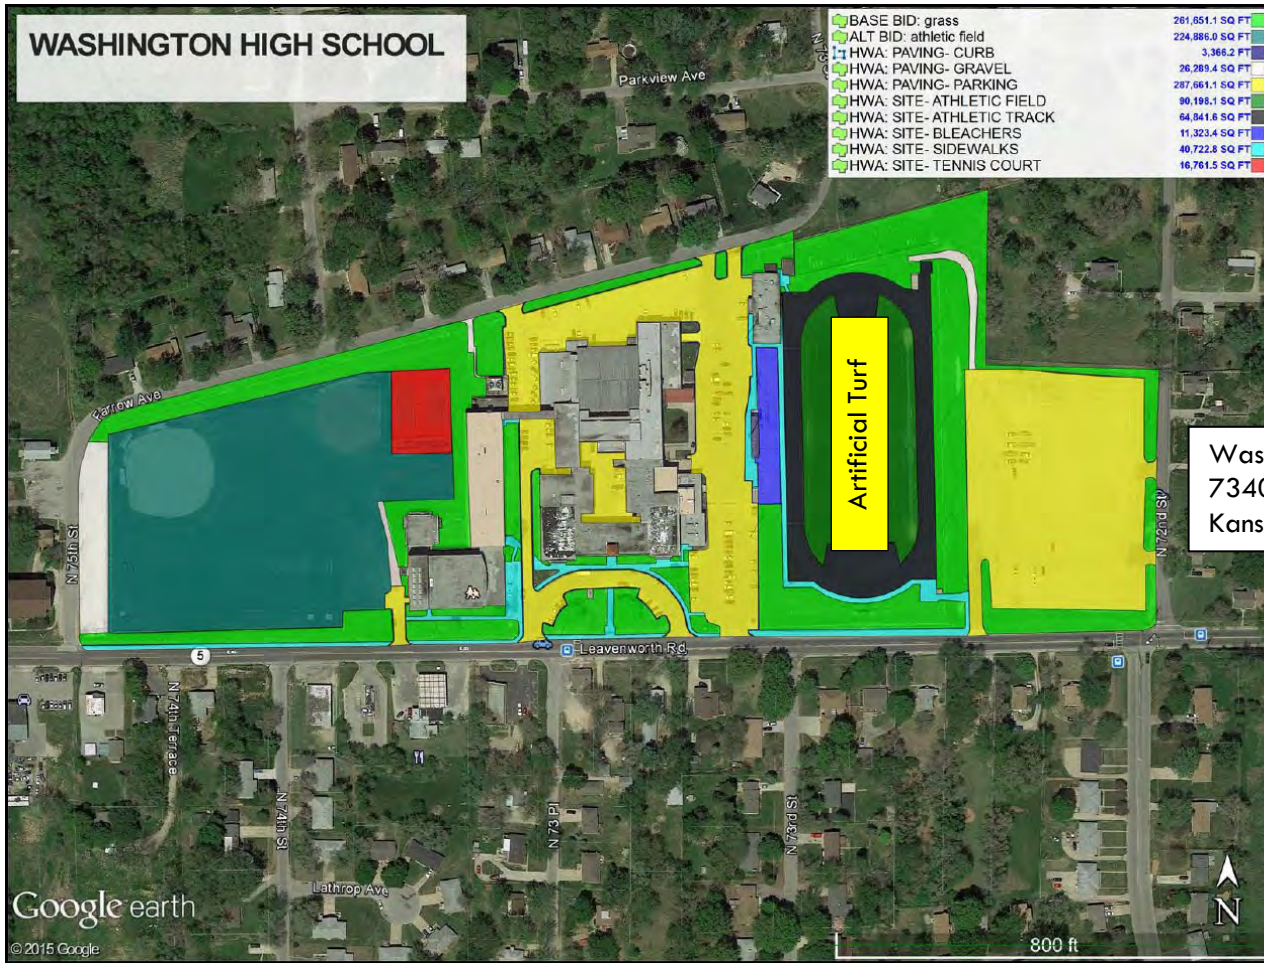 WASHINGTON HIGH SCHOOL
BASE BID: grass 261,651.1 SQ FT
ALT BID: athletic field 224,886.0 SQ FT
HWA: PAVING- CURB 3,366.2 FT
HWA: PAVING- GRAVEL 26,289.4 SQ FT
HWA: PAVING- PARKING 287,661.1 SQ FT
HWA: SITE- ATHLETIC FIELD 90,198.1 SQ FT
HWA: SITE- ATHLETIC TRACK 64,841.6 SQ FT
HWA: SITE- BLEACHERS 11,323.4 SQ FT
HWA: SITE- SIDEWALKS 40,722.8 SQ FT
HWA: SITE- TENNIS COURT 16,761.5 SQ FT
Parkview Ave
Farrow Ave
Artificial Turf
Was
7340
Kans
N 75th St
N 72nd St
5
Leavenworth Rd
N 74th Terrace
N 74th St
N 73 Pl
N 73rd St
Lathrop Ave
Google earth
© 2015 Google
800 ft
N